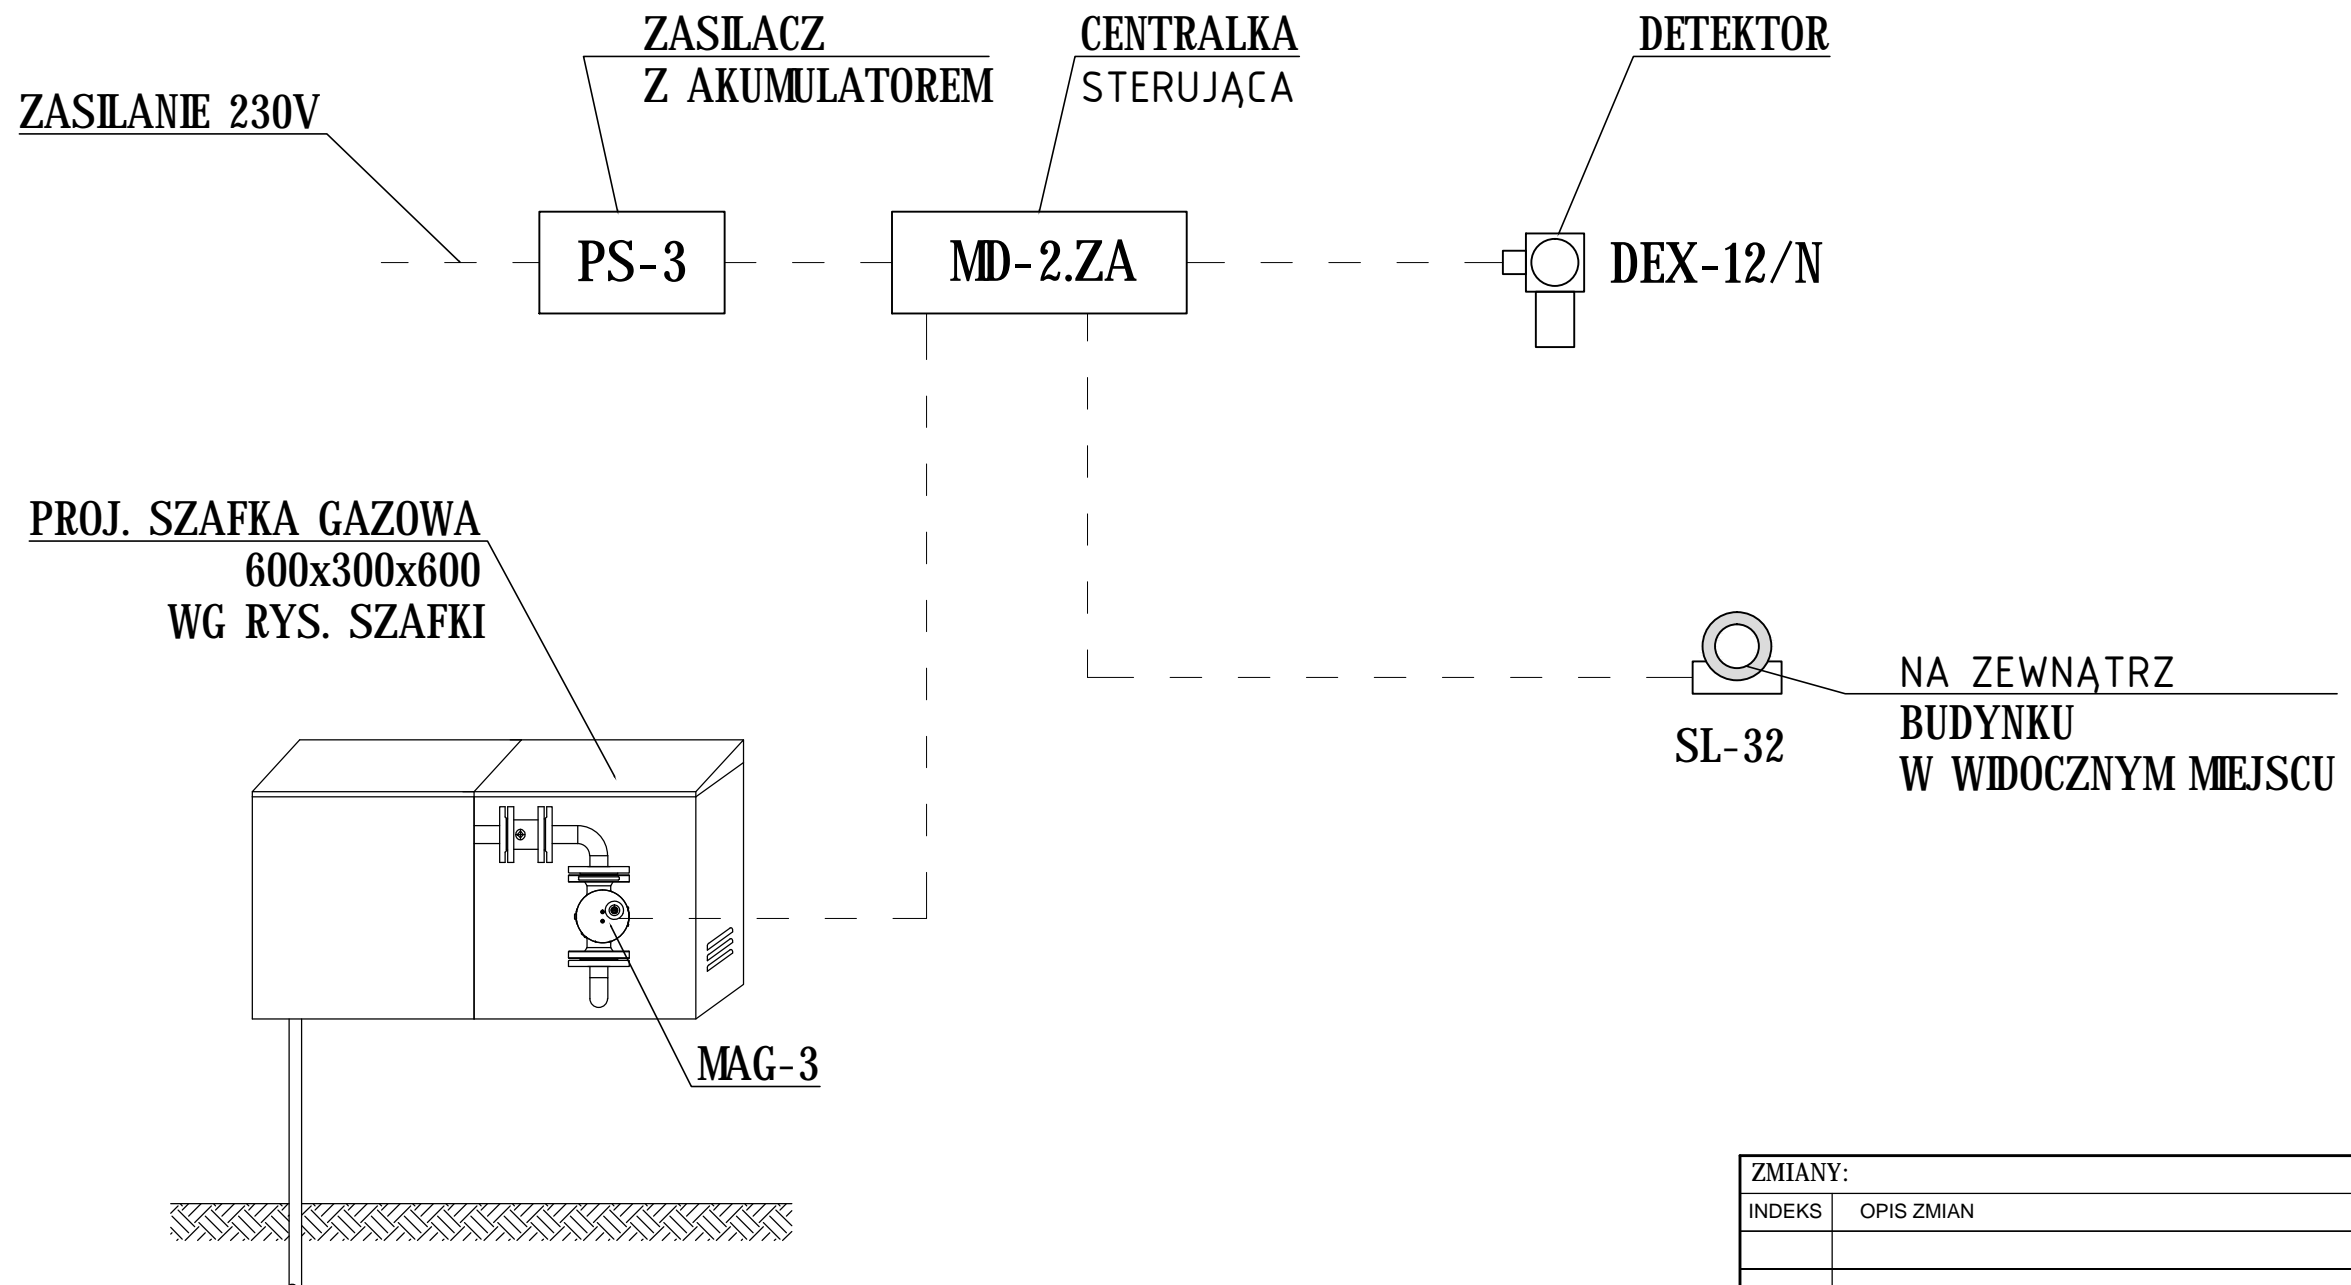 ZASILACZ
Z AKUMULATOREM
CENTRALKA
STERUJĄCA
DETEKTOR
ZASILANIE 230V
PS-3
MD-2.ZA
DEX-12/N
PROJ. SZAFKA GAZOWA
600x300x600
WG RYS. SZAFKI
NA ZEWNĄTRZ
BUDYNKU
W WIDOCZNYM MIEJSCU
SL-32
MAG-3
ZMIANY:
INDEKS OPIS ZMIAN